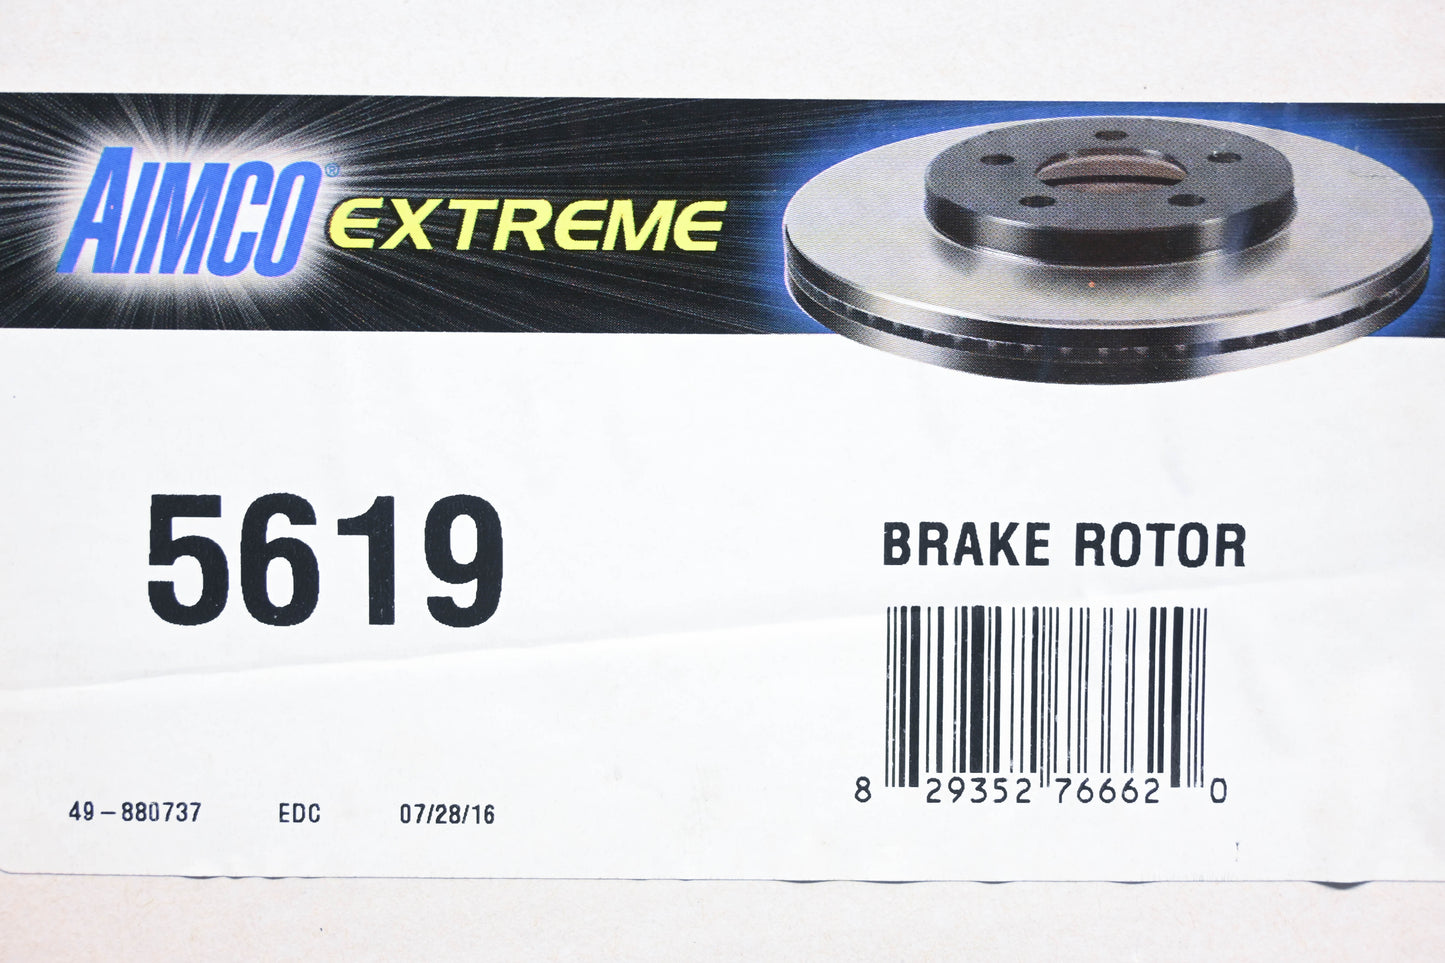 AIMCO® EXTREME
5619
BRAKE ROTOR
8 29352 76662 0
49-880737 EDC 07/28/16